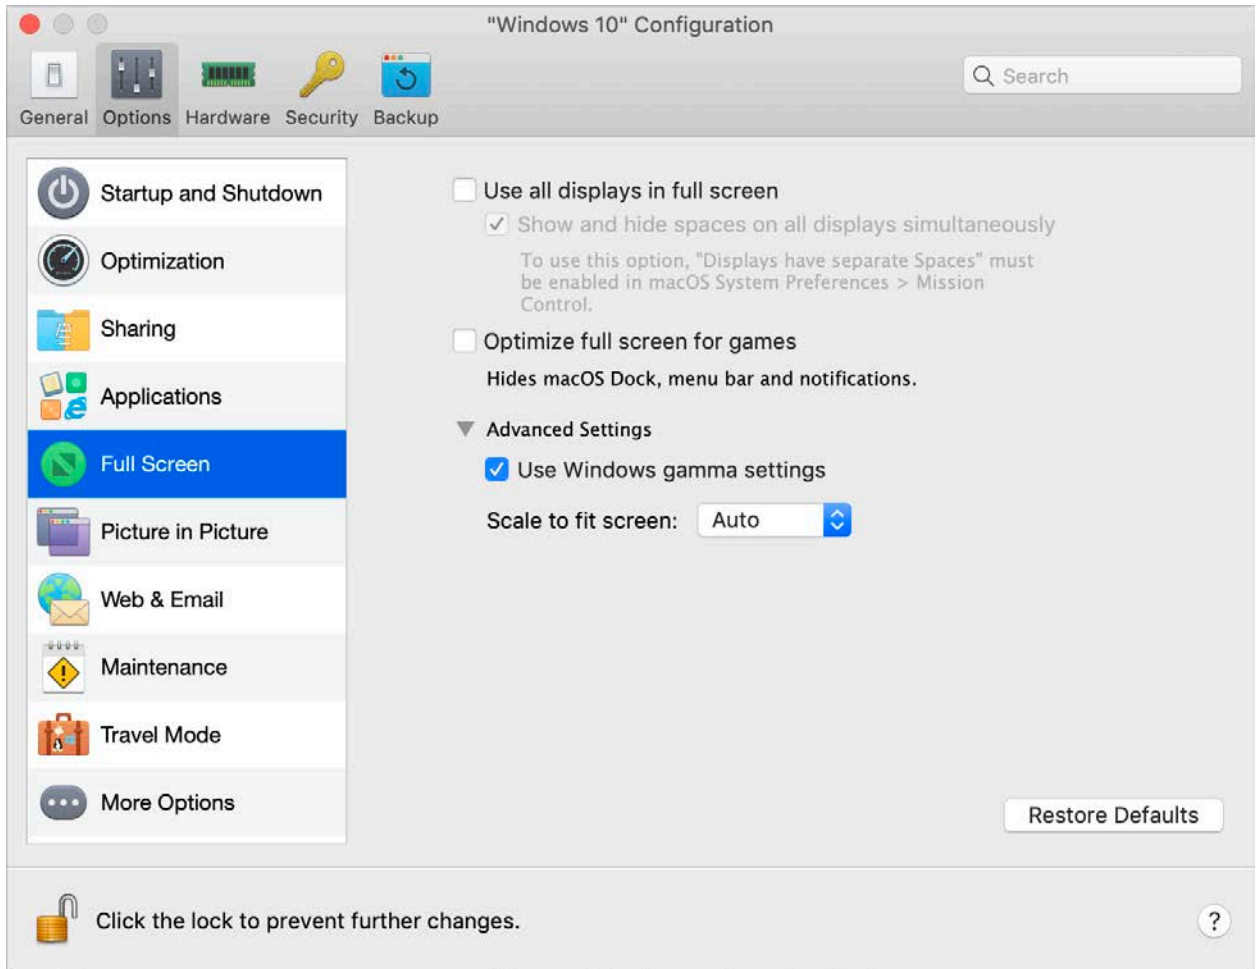 "Windows 10" Configuration
Search
General Options Hardware Security Backup
Startup and Shutdown
Optimization
Sharing
Applications
Full Screen
Picture in Picture
Web & Email
Maintenance
Travel Mode
More Options
Use all displays in full screen
Show and hide spaces on all displays simultaneously
To use this option, "Displays have separate Spaces" must
be enabled in macOS System Preferences > Mission
Control.
Optimize full screen for games
Hides macOS Dock, menu bar and notifications.
Advanced Settings
Use Windows gamma settings
Scale to fit screen: Auto
Restore Defaults
Click the lock to prevent further changes.
?